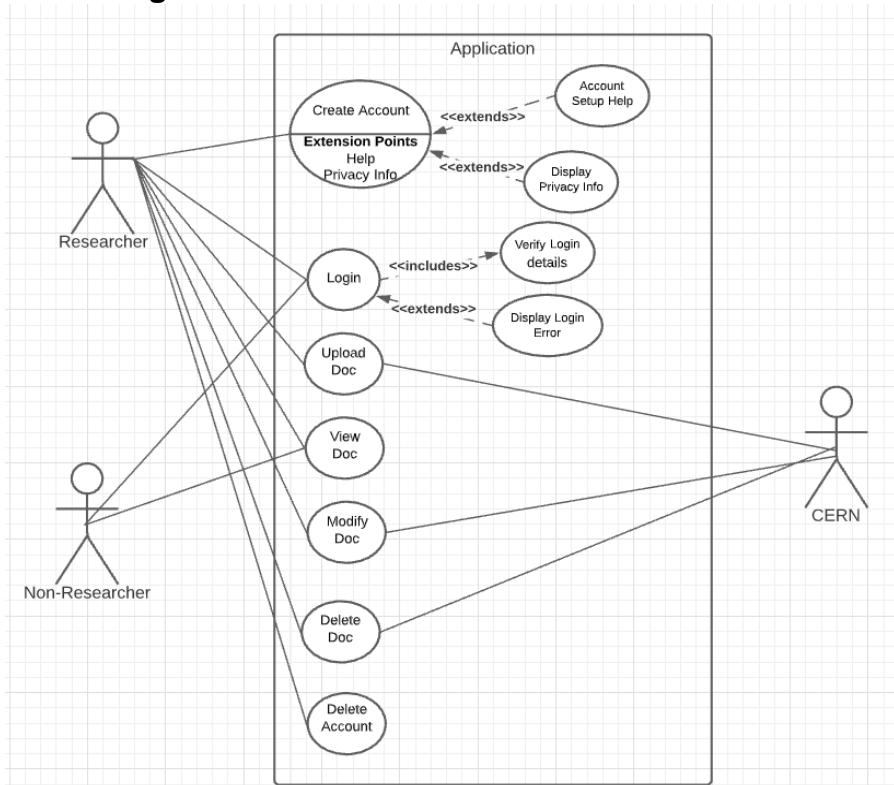 Application
Create Account
Extension Points
Help
Privacy Info
Account
Setup Help
<<extends>>
<<extends>>
Display
Privacy Info
Researcher
Login
<<includes>>
Verify Login
details
<<extends>>
Display Login
Error
Upload
Doc
View
Doc
CERN
Non-Researcher
Modify
Doc
Delete
Doc
Delete
Account